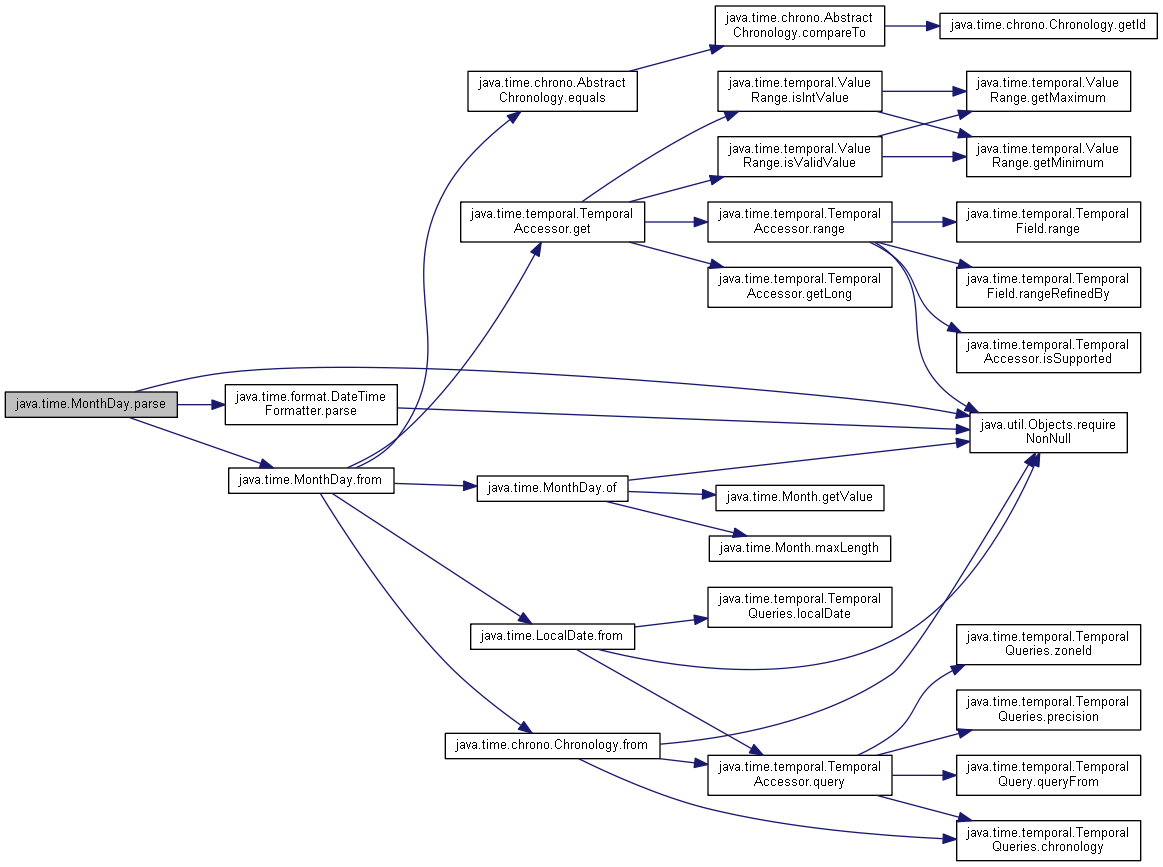 java.time.chrono.Abstract
Chronology.compareTo
java.time.chrono.Chronology.getId
java.time.chrono.Abstract
Chronology.equals
java.time.temporal.Value
Range.isIntValue
java.time.temporal.Value
Range.getMaximum
java.time.temporal.Value
Range.isValidValue
java.time.temporal.Value
Range.getMinimum
java.time.temporal.Temporal
Accessor.get
java.time.temporal.Temporal
Accessor.range
java.time.temporal.Temporal
Field.range
java.time.temporal.Temporal
Accessor.getLong
java.time.temporal.Temporal
Field.rangeRefinedBy
java.time.temporal.Temporal
Accessor.isSupported
java.time.MonthDay.parse
java.time.format.DateTime
Formatter.parse
java.util.Objects.require
NonNull
java.time.MonthDay.from
java.time.MonthDay.of
java.time.Month.getValue
java.time.Month.maxLength
java.time.temporal.Temporal
Queries.localDate
java.time.LocalDate.from
java.time.temporal.Temporal
Queries.zoneId
java.time.temporal.Temporal
Queries.precision
java.time.chrono.Chronology.from
java.time.temporal.Temporal
Accessor.query
java.time.temporal.Temporal
Query.queryFrom
java.time.temporal.Temporal
Queries.chronology